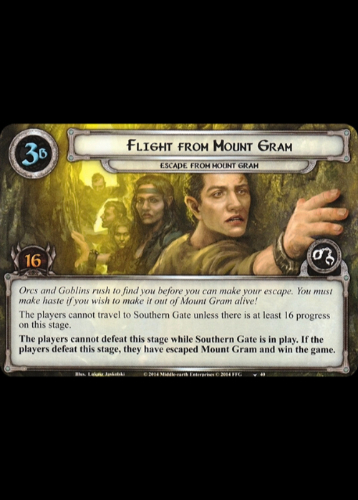 3B
FLIGHT FROM MOUNT GRAM
ESCAPE FROM MOUNT GRAM
16
Orcs and Goblins rush to find you before you can make your escape. You must
make haste if you wish to make it out of Mount Gram alive!
The players cannot travel to Southern Gate unless there is at least 16 progress
on this stage.
The players cannot defeat this stage while Southern Gate is in play. If the
players defeat this stage, they have escaped Mount Gram and win the game.
Illus. Lukasz Jaskolski © 2014 Middle-earth Enterprises © 2014 FFG